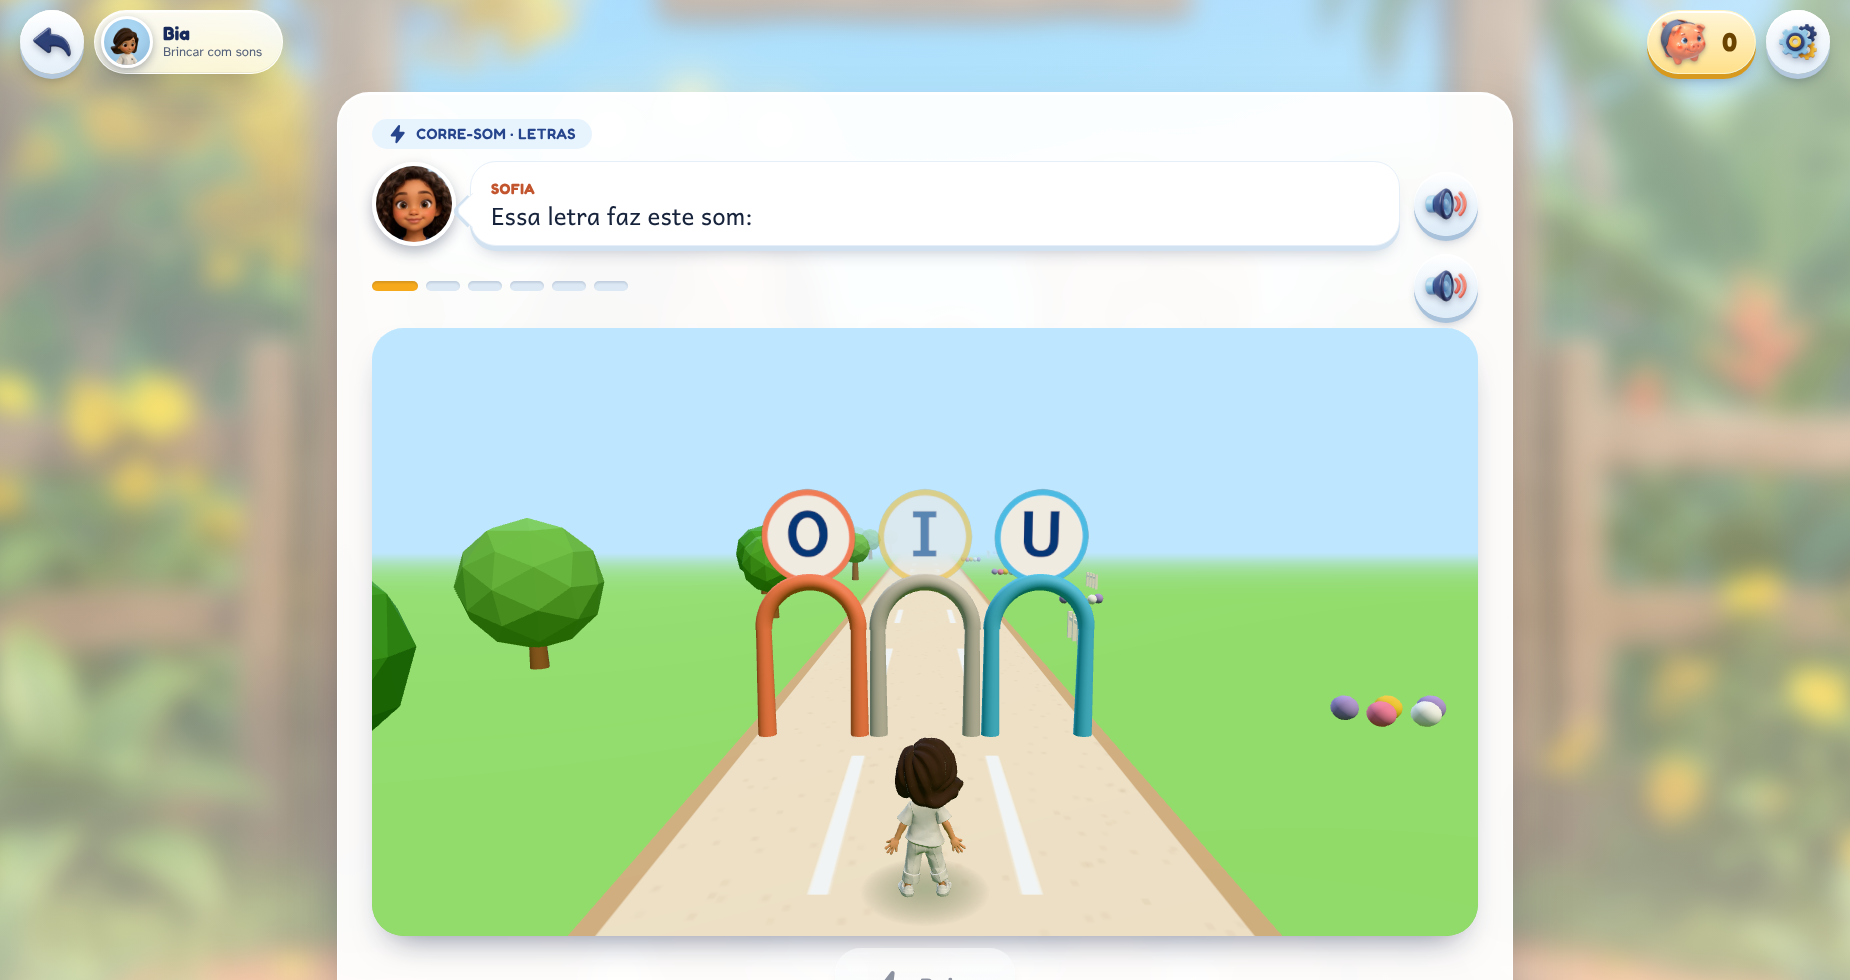 Bia
Brincar com sons
0
CORRE-SOM · LETRAS
SOFIA
Essa letra faz este som:
O I U